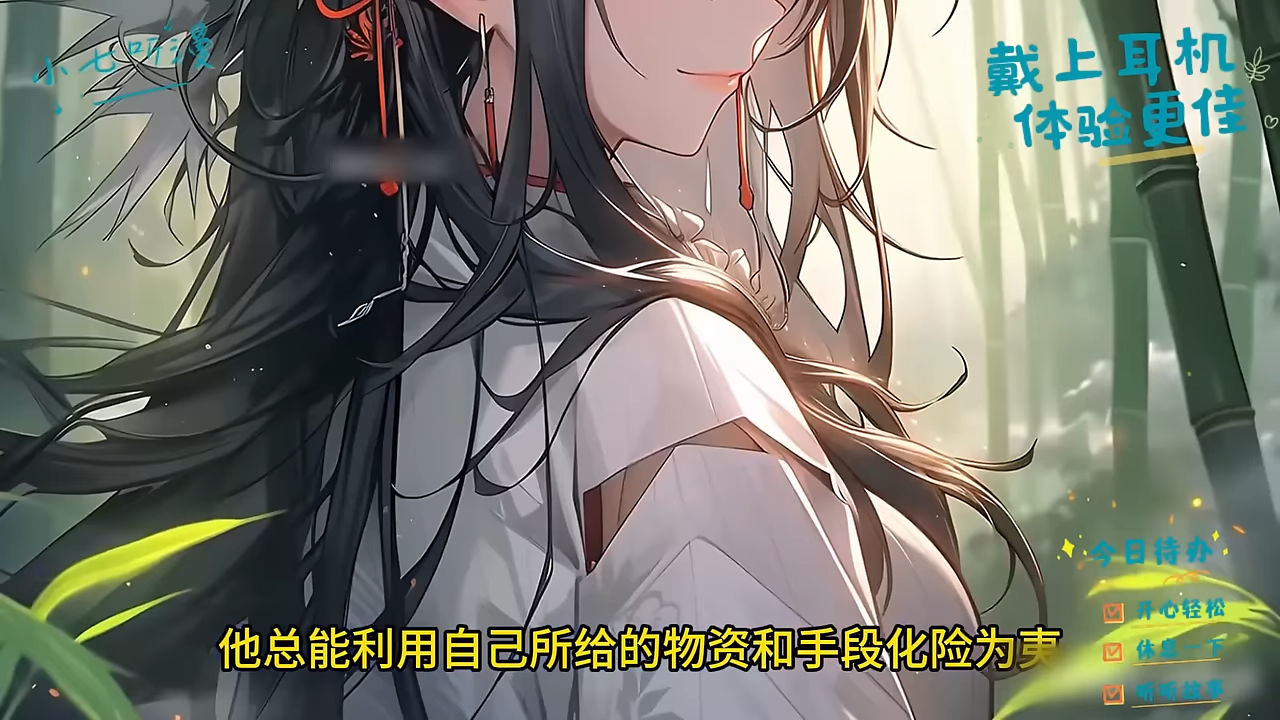 小七听漫
戴上耳机
体验更佳
今日待办
开心轻松
休息一下
听听故事
他总能利用自己所给的物资和手段化险为夷